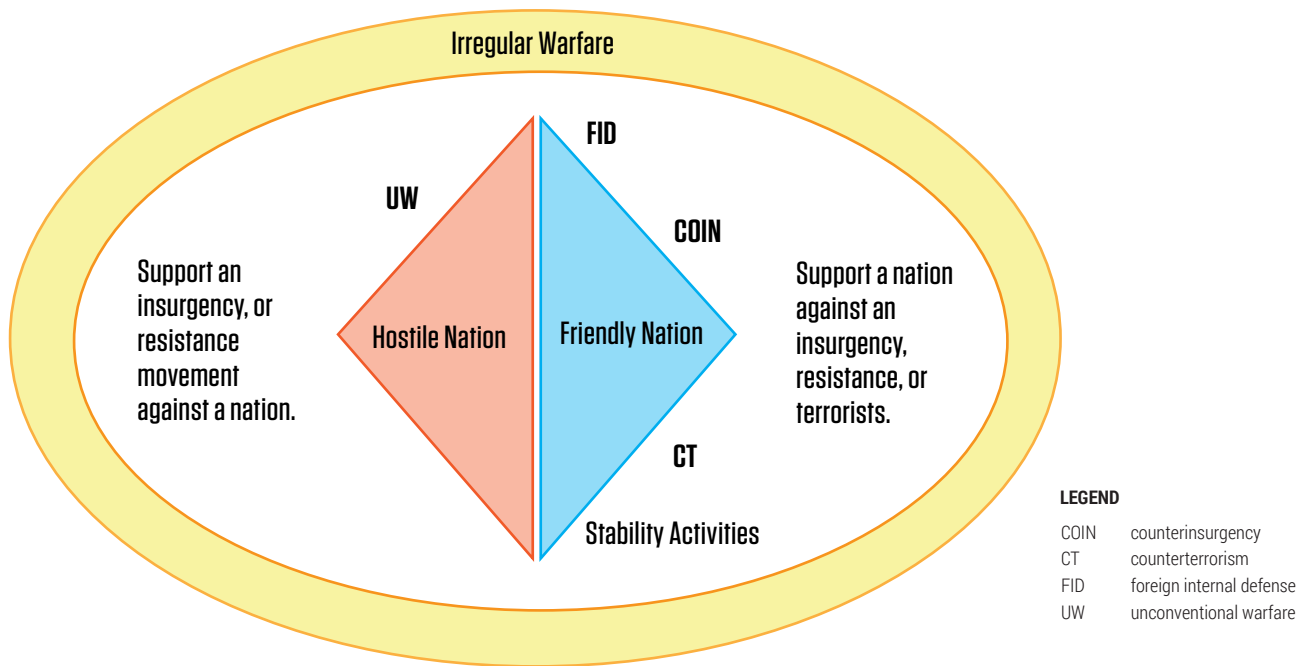 Irregular Warfare
FID
UW
COIN
Support an
insurgency, or
resistance
movement
against a nation.
Hostile Nation
Friendly Nation
Support a nation
against an
insurgency,
resistance, or
terrorists.
CT
Stability Activities
LEGEND
COIN counterinsurgency
CT counterterrorism
FID foreign internal defense
UW unconventional warfare